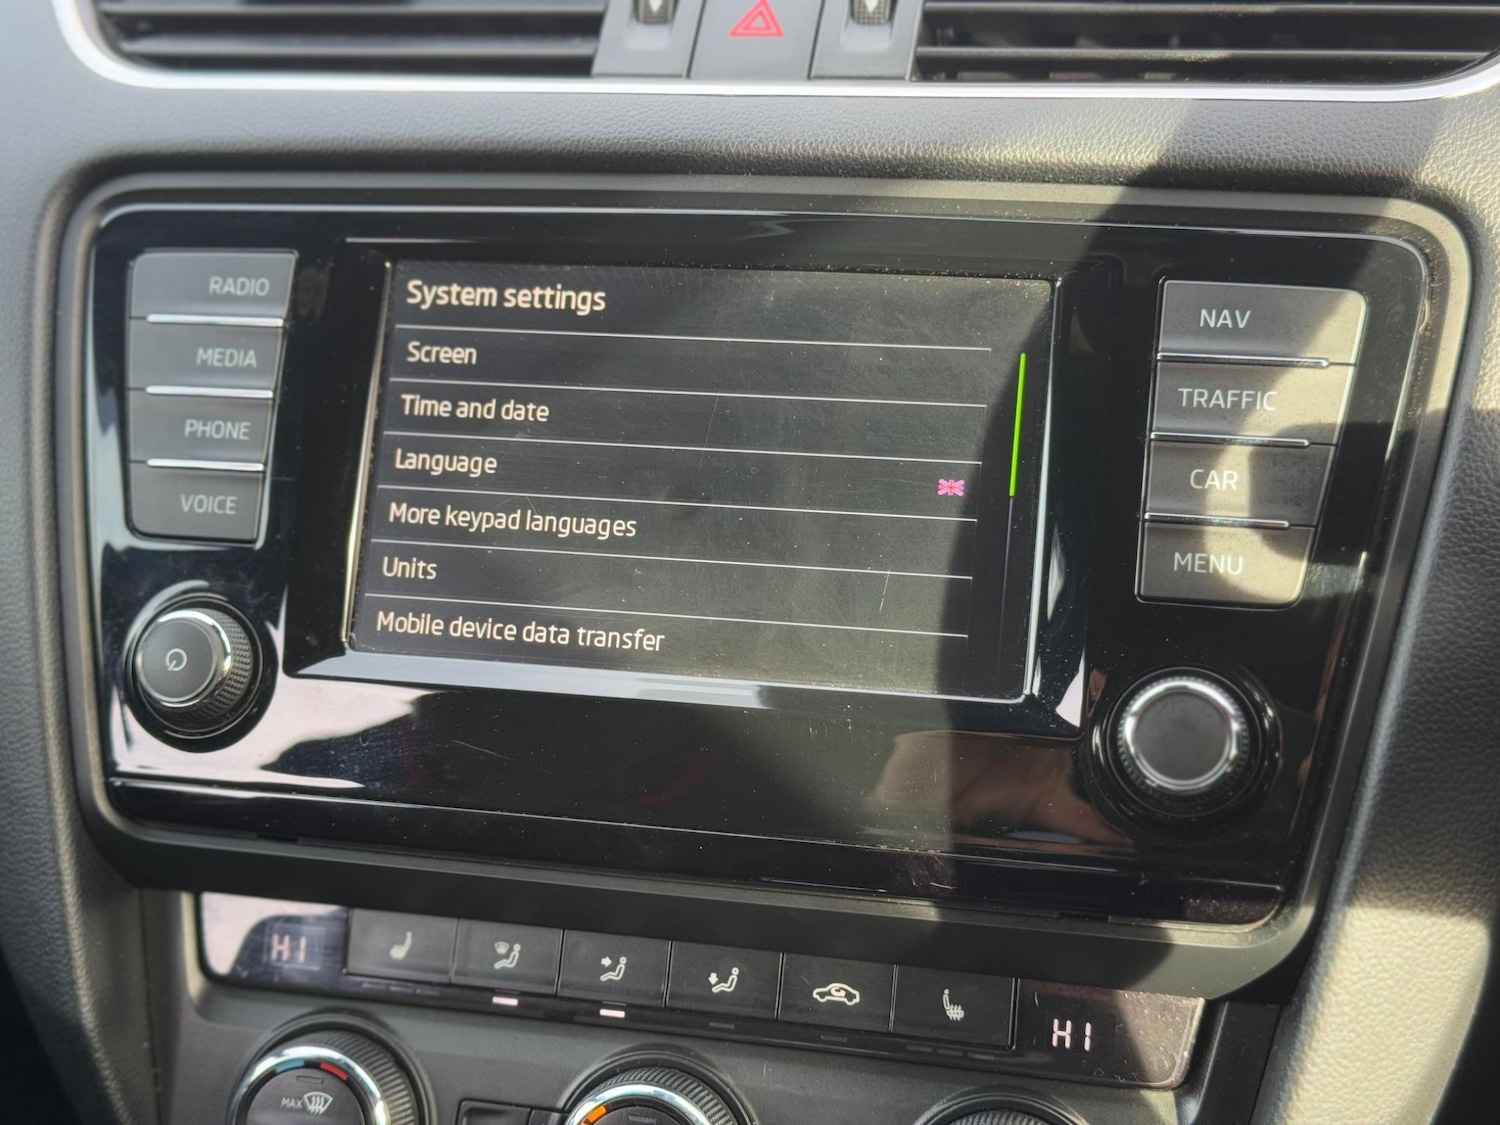 RADIO
MEDIA
PHONE
VOICE
System settings
Screen
Time and date
Language
More keypad languages
Units
Mobile device data transfer
NAV
TRAFFIC
CAR
MENU
HI
HI
MAX